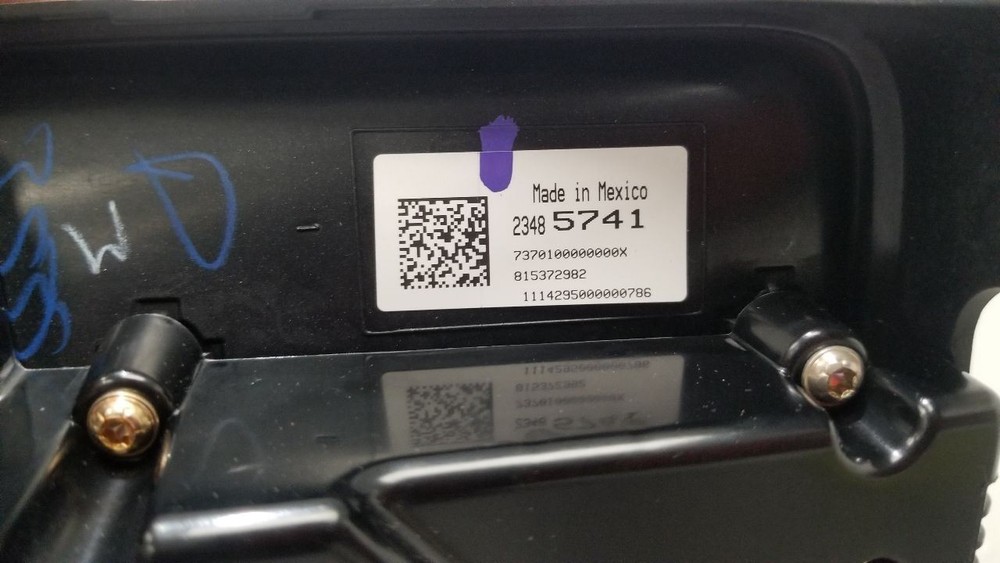 Made in Mexico
2348 5741
7370100000000X
815372982
1114295000000786
W